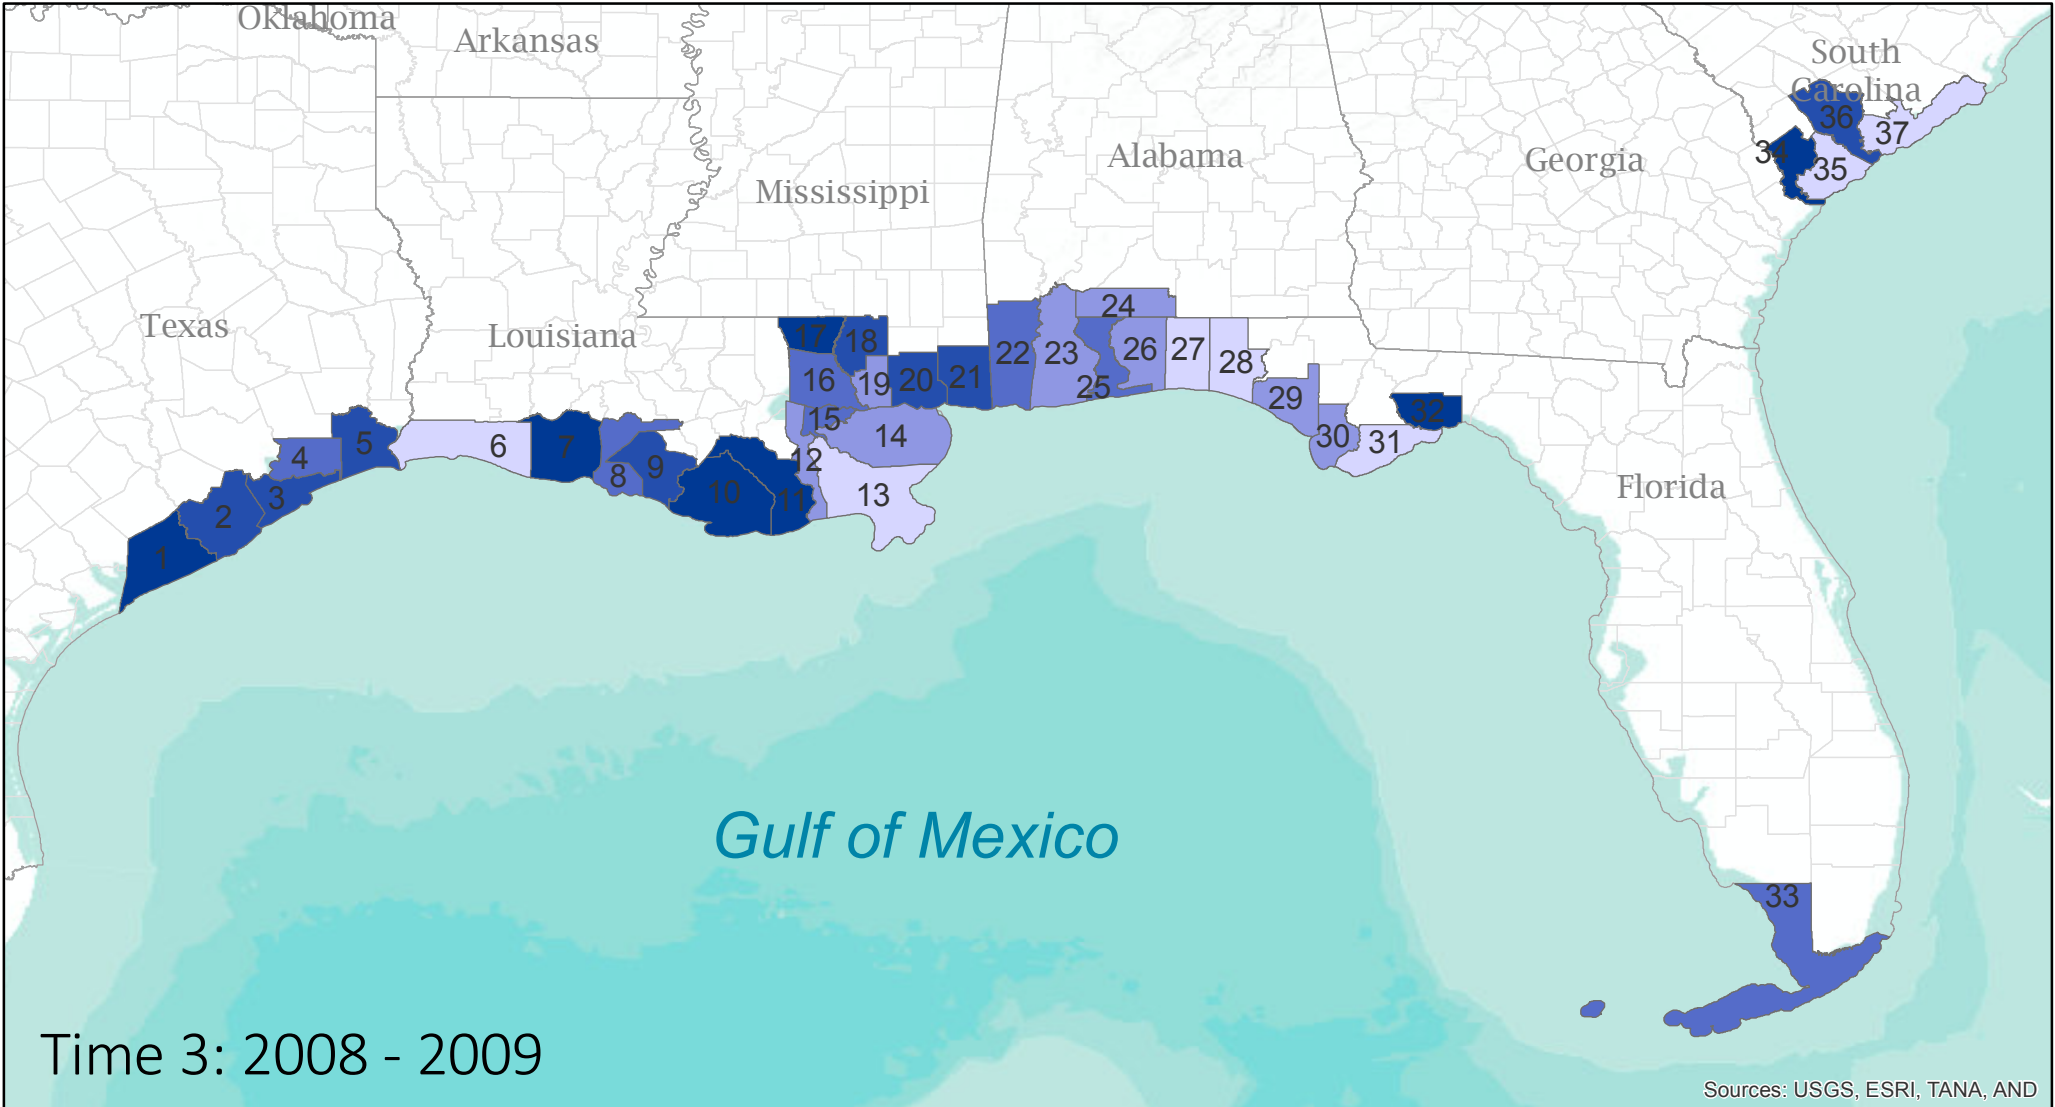 Oklahoma
Arkansas
South
Carolina
36
37
34
35
Alabama
Georgia
Mississippi
Texas
Louisiana
24
17
18
22
23
26
27
28
16
19
20
21
25
29
32
15
14
30
31
4
5
6
7
8
9
12
10
11
13
2
3
1
Florida
Gulf of Mexico
33
Time 3: 2008 - 2009
Sources: USGS, ESRI, TANA, AND